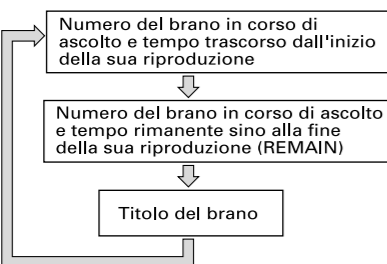 Numero del brano in corso di
ascolto e tempo trascorso dall'inizio
della sua riproduzione
Numero del brano in corso di ascolto
e tempo rimanente sino alla fine
della sua riproduzione (REMAIN)
Titolo del brano